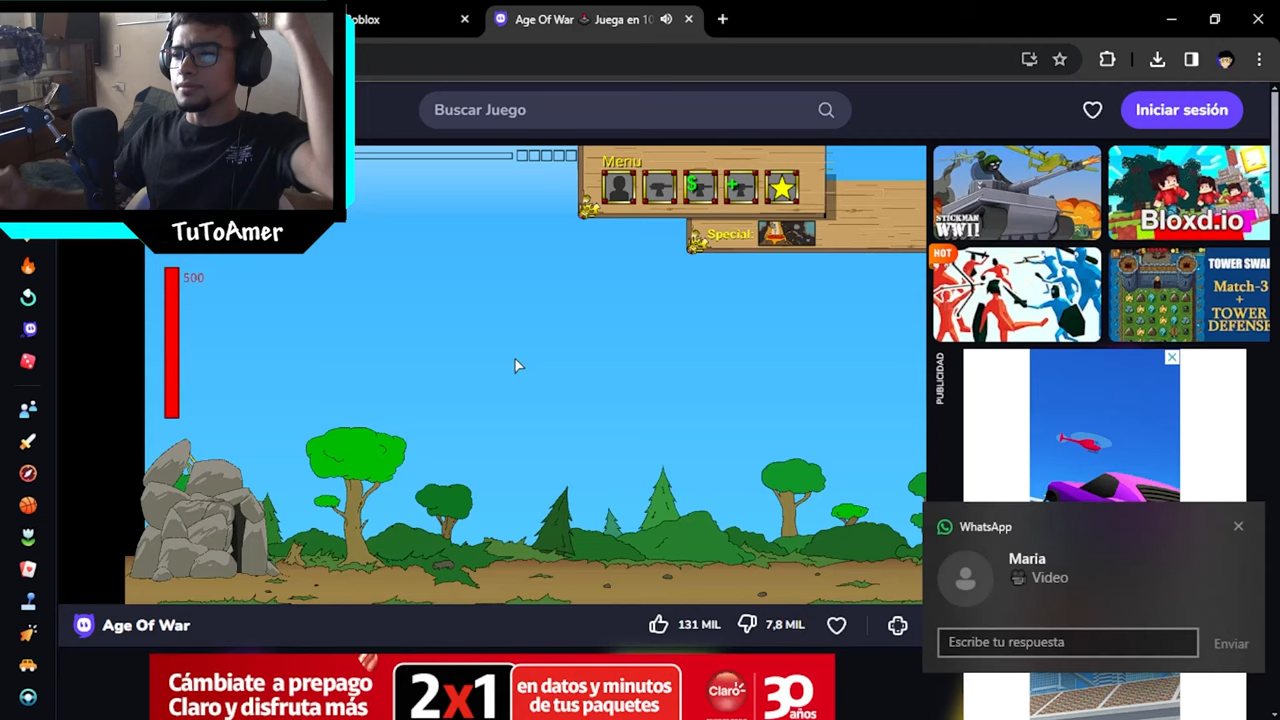 oblox
Age Of War
Juega en 10
Buscar Juego
Iniciar sesión
TuToAmer
Menu
$
Special:
500
STICKMAN
WWII
Bloxd.io
HOT
TOWER SWAP
Match-3
+
TOWER
DEFENSE
PUBLICIDAD
WhatsApp
Maria
Video
Escribe tu respuesta
Enviar
Age Of War
131 MIL
7,8 MIL
Cámbiate a prepago
Claro y disfruta más
2x1
en datos y minutos
de tus paquetes
Claro
30
años